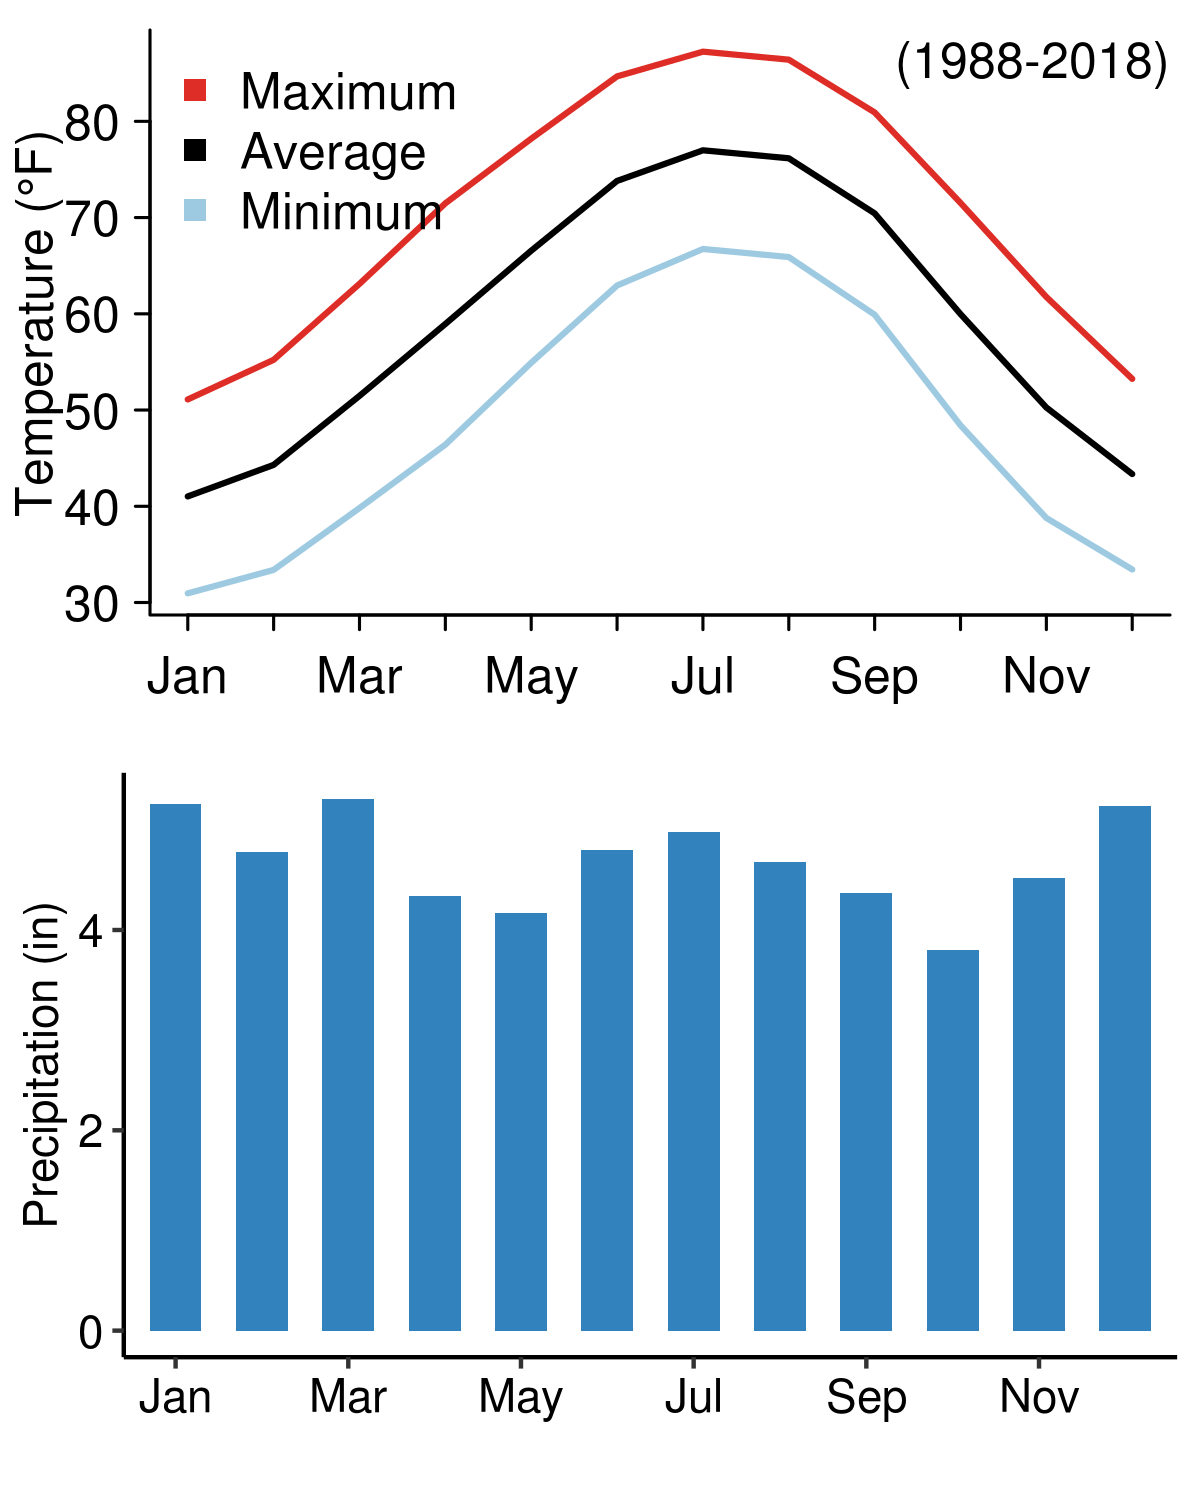 (1988-2018)
Maximum
Average
Minimum
Temperature (°F)
80
70
60
50
40
30
Jan Mar May Jul Sep Nov
Precipitation (in)
4
2
0
Jan Mar May Jul Sep Nov